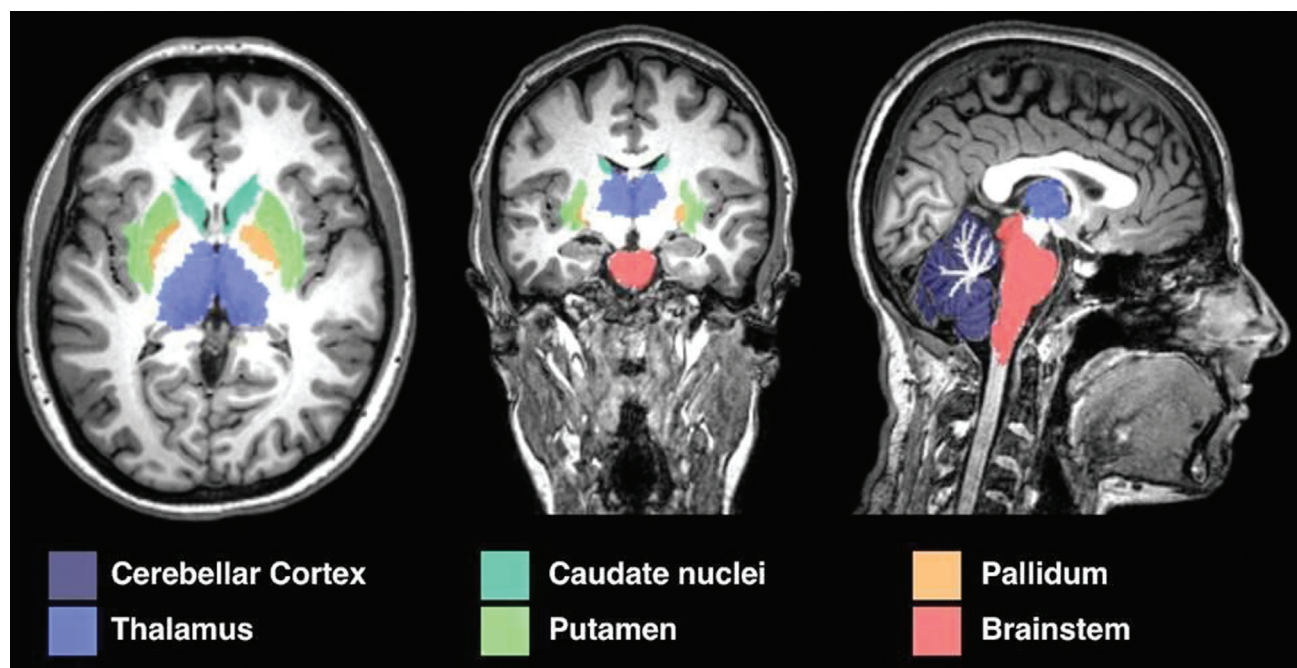 Cerebellar Cortex
Caudate nuclei
Pallidum
Thalamus
Putamen
Brainstem